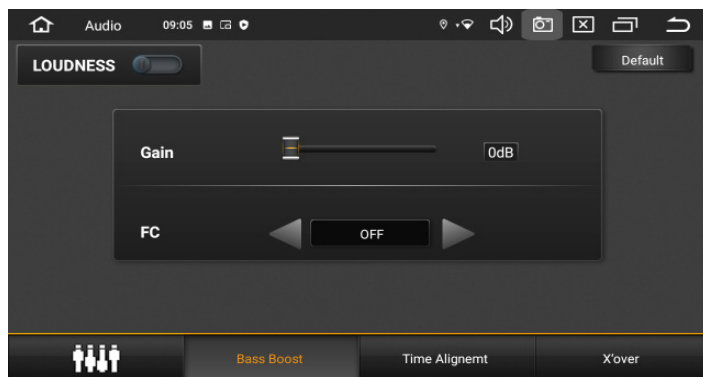 Audio 09:05
LOUDNESS Default
Gain 0dB
FC OFF
Bass Boost Time Alignemt X'over